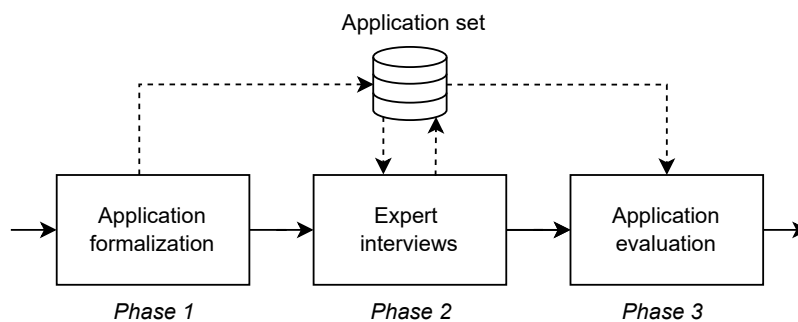 Application set
Application
formalization
Expert
interviews
Application
evaluation
Phase 1
Phase 2
Phase 3